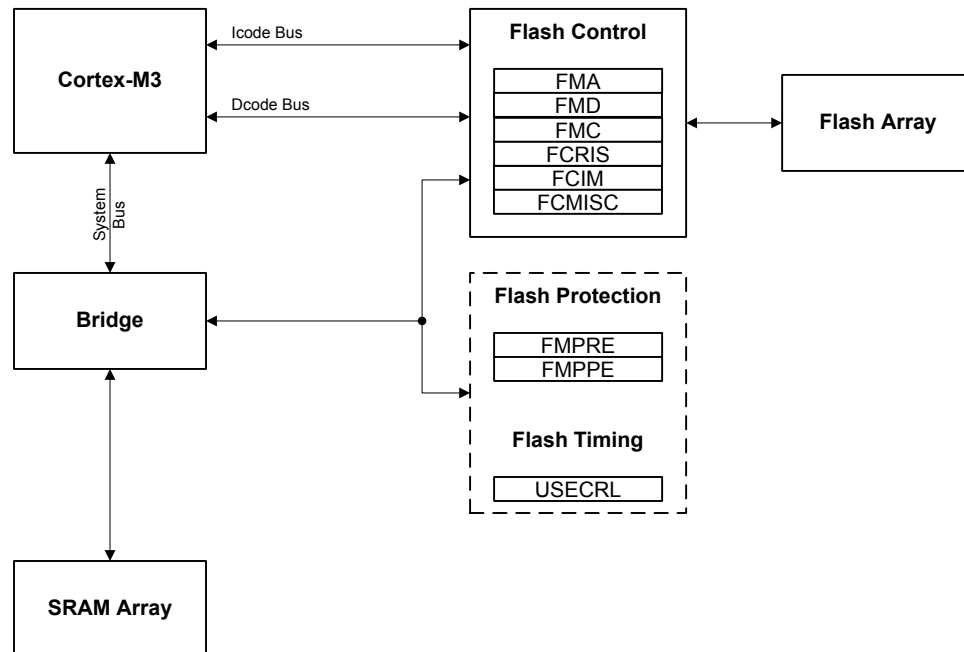 Cortex-M3
Icode Bus
Dcode Bus
System
Bus
Flash Control
FMA
FMD
FMC
FCRIS
FCIM
FCMISC
Flash Array
Bridge
Flash Protection
FMPRE
FMPPE
Flash Timing
USECRL
SRAM Array